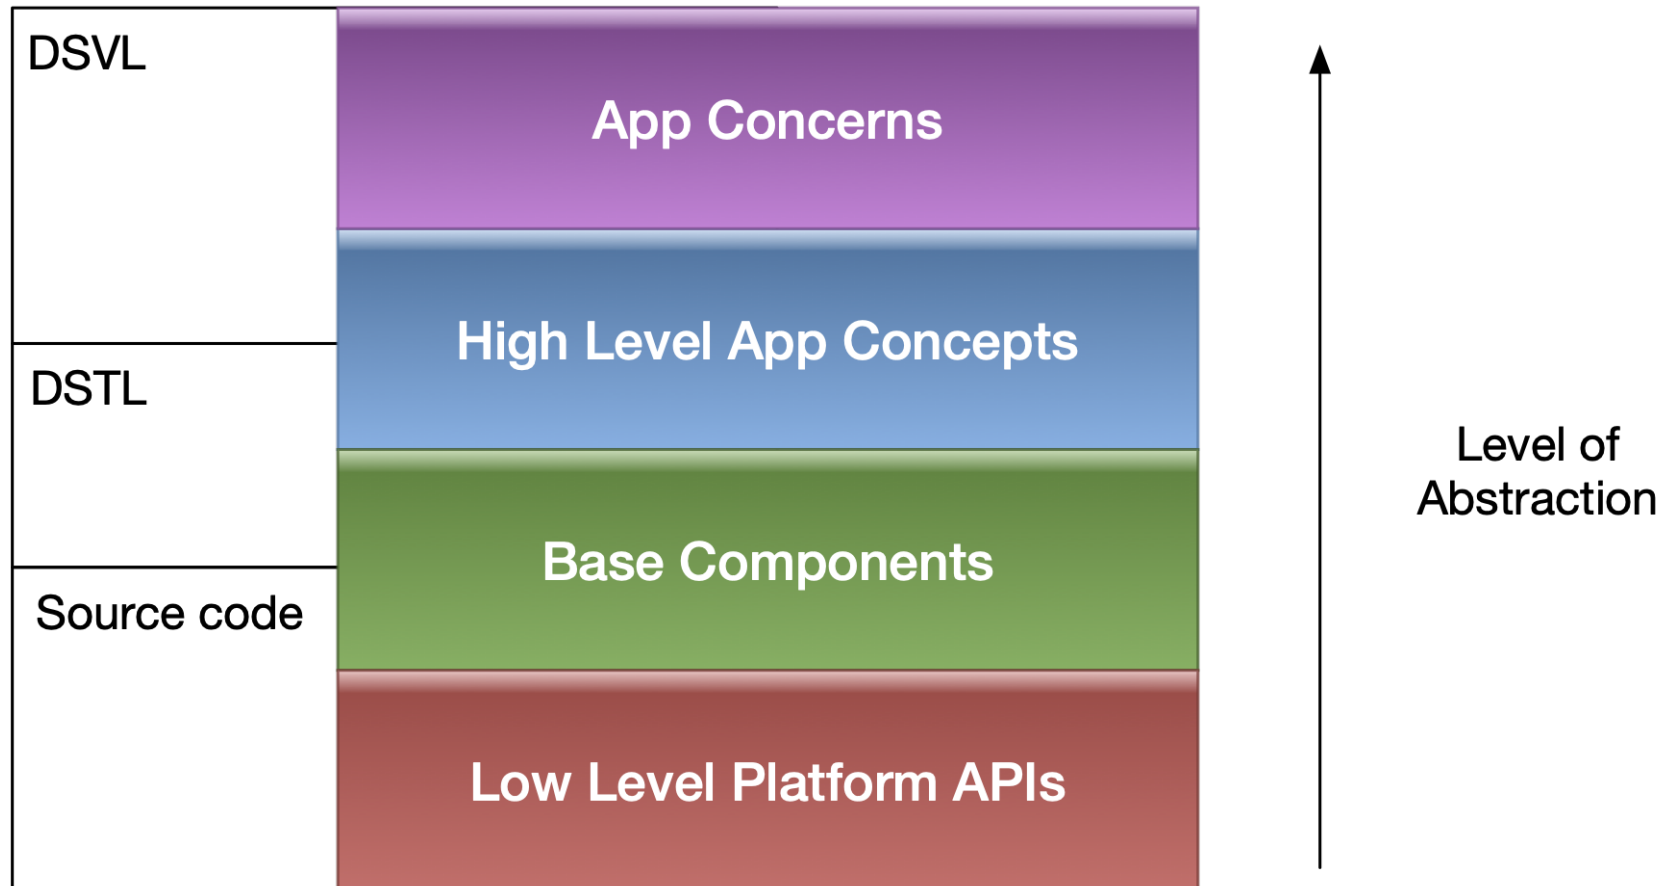 DSVL
App Concerns
High Level App Concepts
DSTL
Level of
Abstraction
Base Components
Source code
Low Level Platform APIs